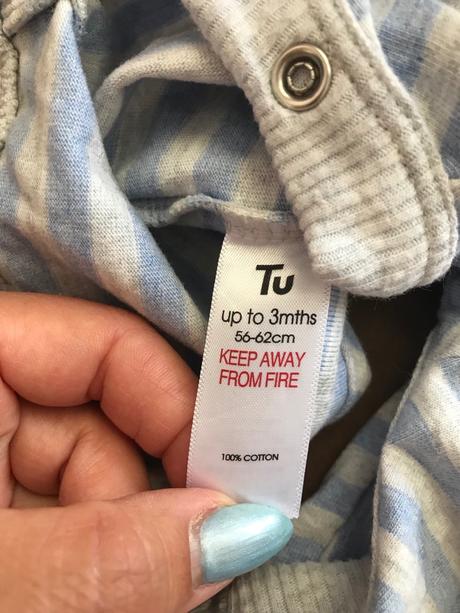 Tu
up to 3mths
56-62cm
KEEP AWAY
FROM FIRE
100% COTTON